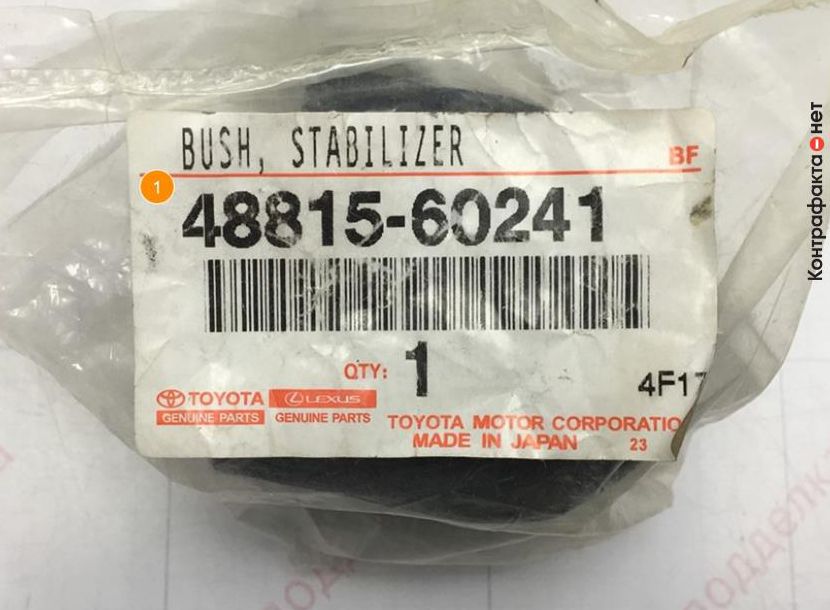 BUSH, STABILIZER
BF
1
48815-60241
QTY: 1
4F17
TOYOTA
GENUINE PARTS
LEXUS
GENUINE PARTS
TOYOTA MOTOR CORPORATIO
MADE IN JAPAN 23
Контрафакта нет